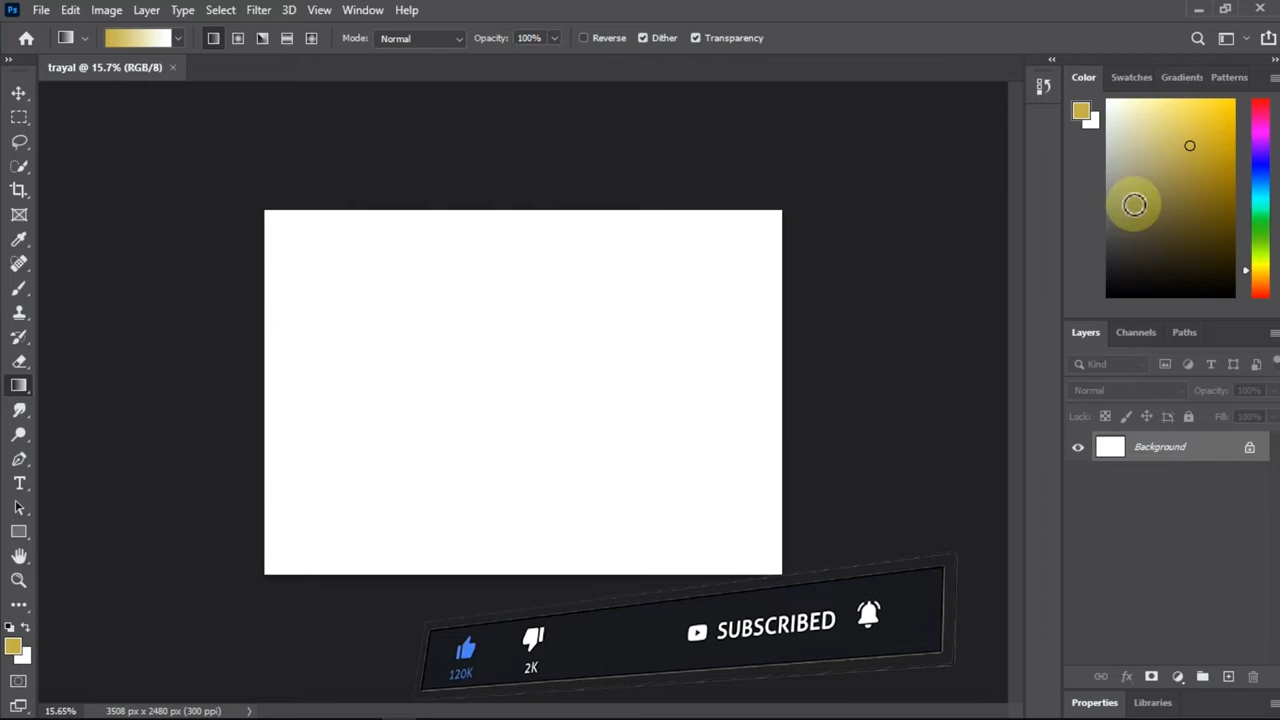 Ps File Edit Image Layer Type Select Filter 3D View Window Help
Mode: Normal Opacity: 100% Reverse Dither Transparency
trayal @ 15.7% (RGB/8) ×
Color Swatches Gradients Patterns
Layers Channels Paths
Kind
Normal Opacity: 100%
Lock: Fill: 100%
Background
120K 2K SUBSCRIBED
Properties Libraries
15.65% 3508 px x 2480 px (300 ppi)